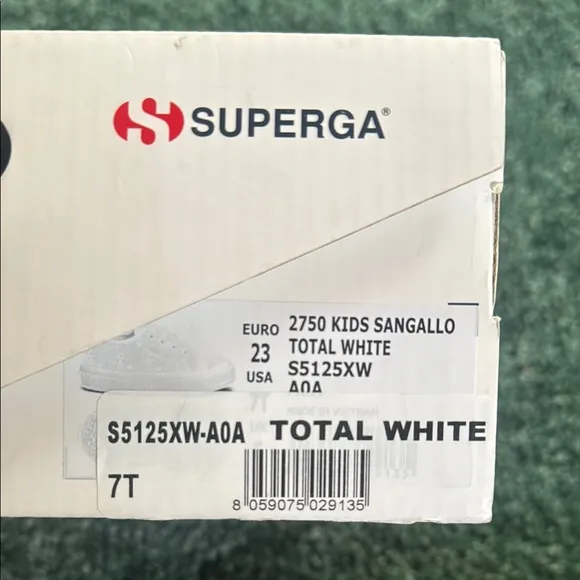 SUPERGA®
EURO
23
USA
2750 KIDS SANGALLO
TOTAL WHITE
S5125XW
A0A
S5125XW-A0A TOTAL WHITE
7T
8 059075 029135